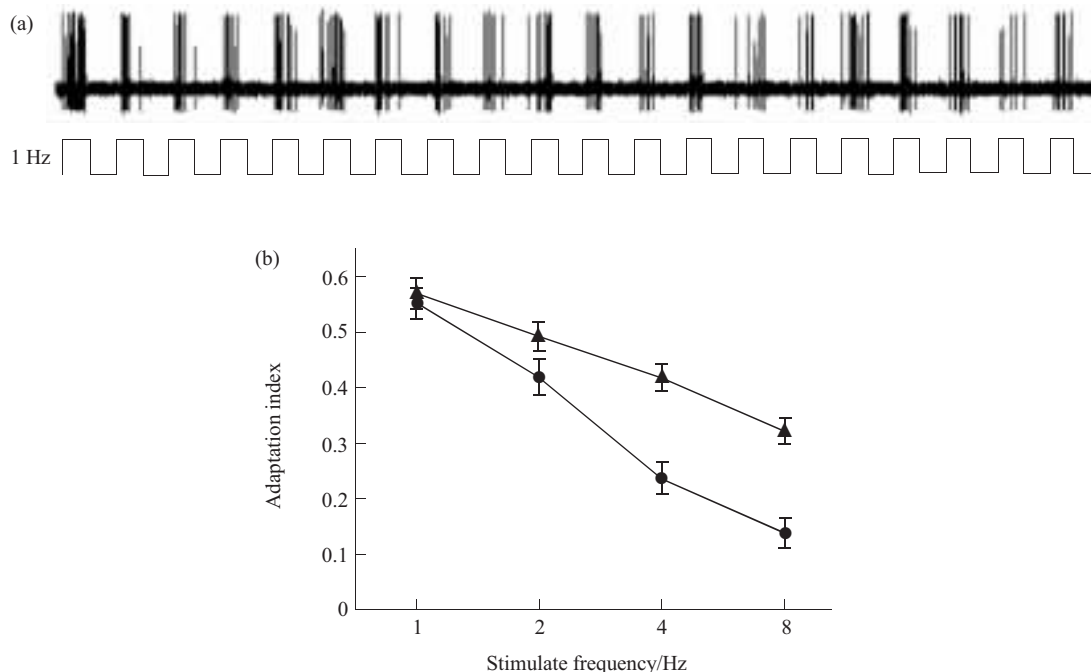 (a)
1 Hz
(b)
0.6
0.5
0.4
0.3
0.2
0.1
0
Adaptation index
1 2 4 8
Stimulate frequency/Hz